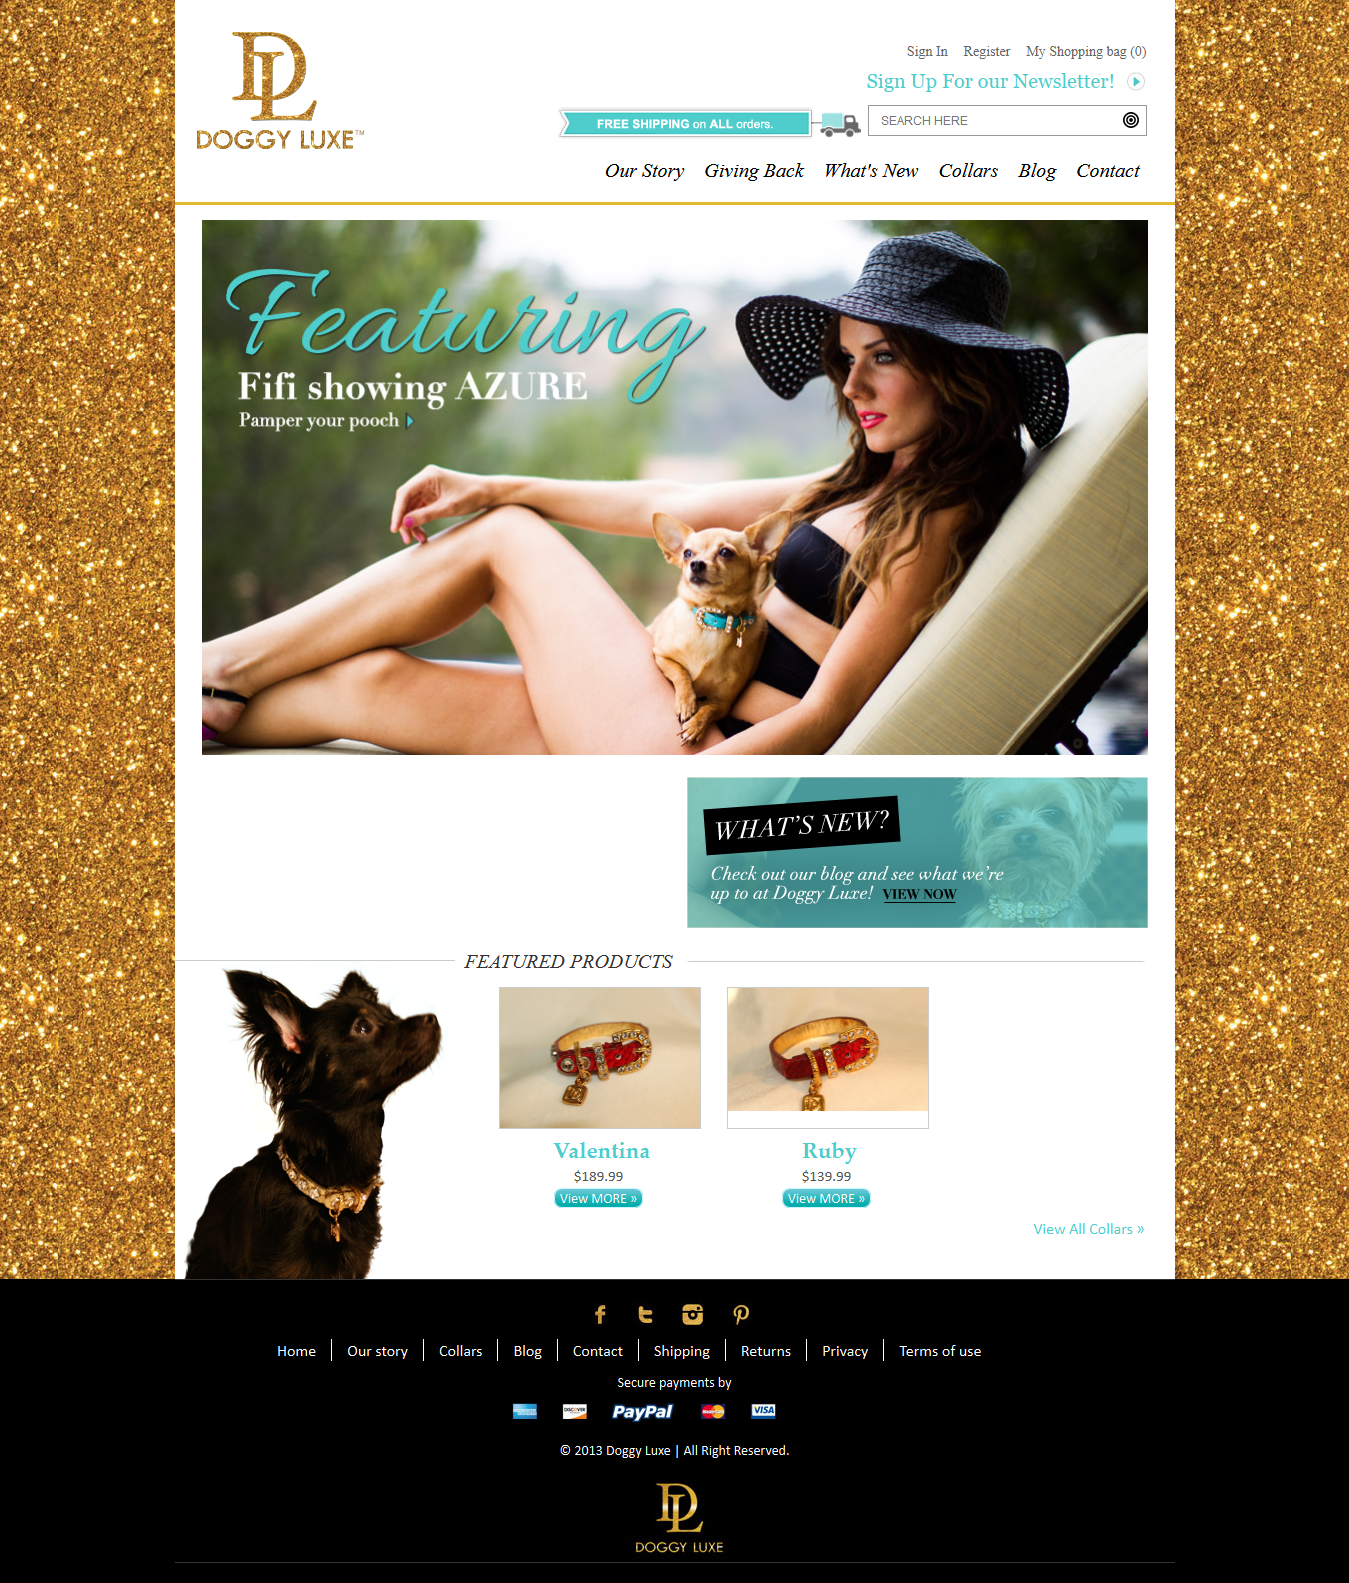 DL
DOGGY LUXE™
Sign In Register My Shopping bag (0)
Sign Up For our Newsletter!
FREE SHIPPING on ALL orders.
SEARCH HERE
Our Story Giving Back What's New Collars Blog Contact
Featuring
Fifi showing AZURE
Pamper your pooch
WHAT'S NEW?
Check out our blog and see what we're
up to at Doggy Luxe! VIEW NOW
FEATURED PRODUCTS
Valentina
$189.99
View MORE »
Ruby
$139.99
View MORE »
View All Collars »
Home Our story Collars Blog Contact Shipping Returns Privacy Terms of use
Secure payments by
DISCOVER PayPal MasterCard VISA
© 2013 Doggy Luxe | All Right Reserved.
DL
DOGGY LUXE